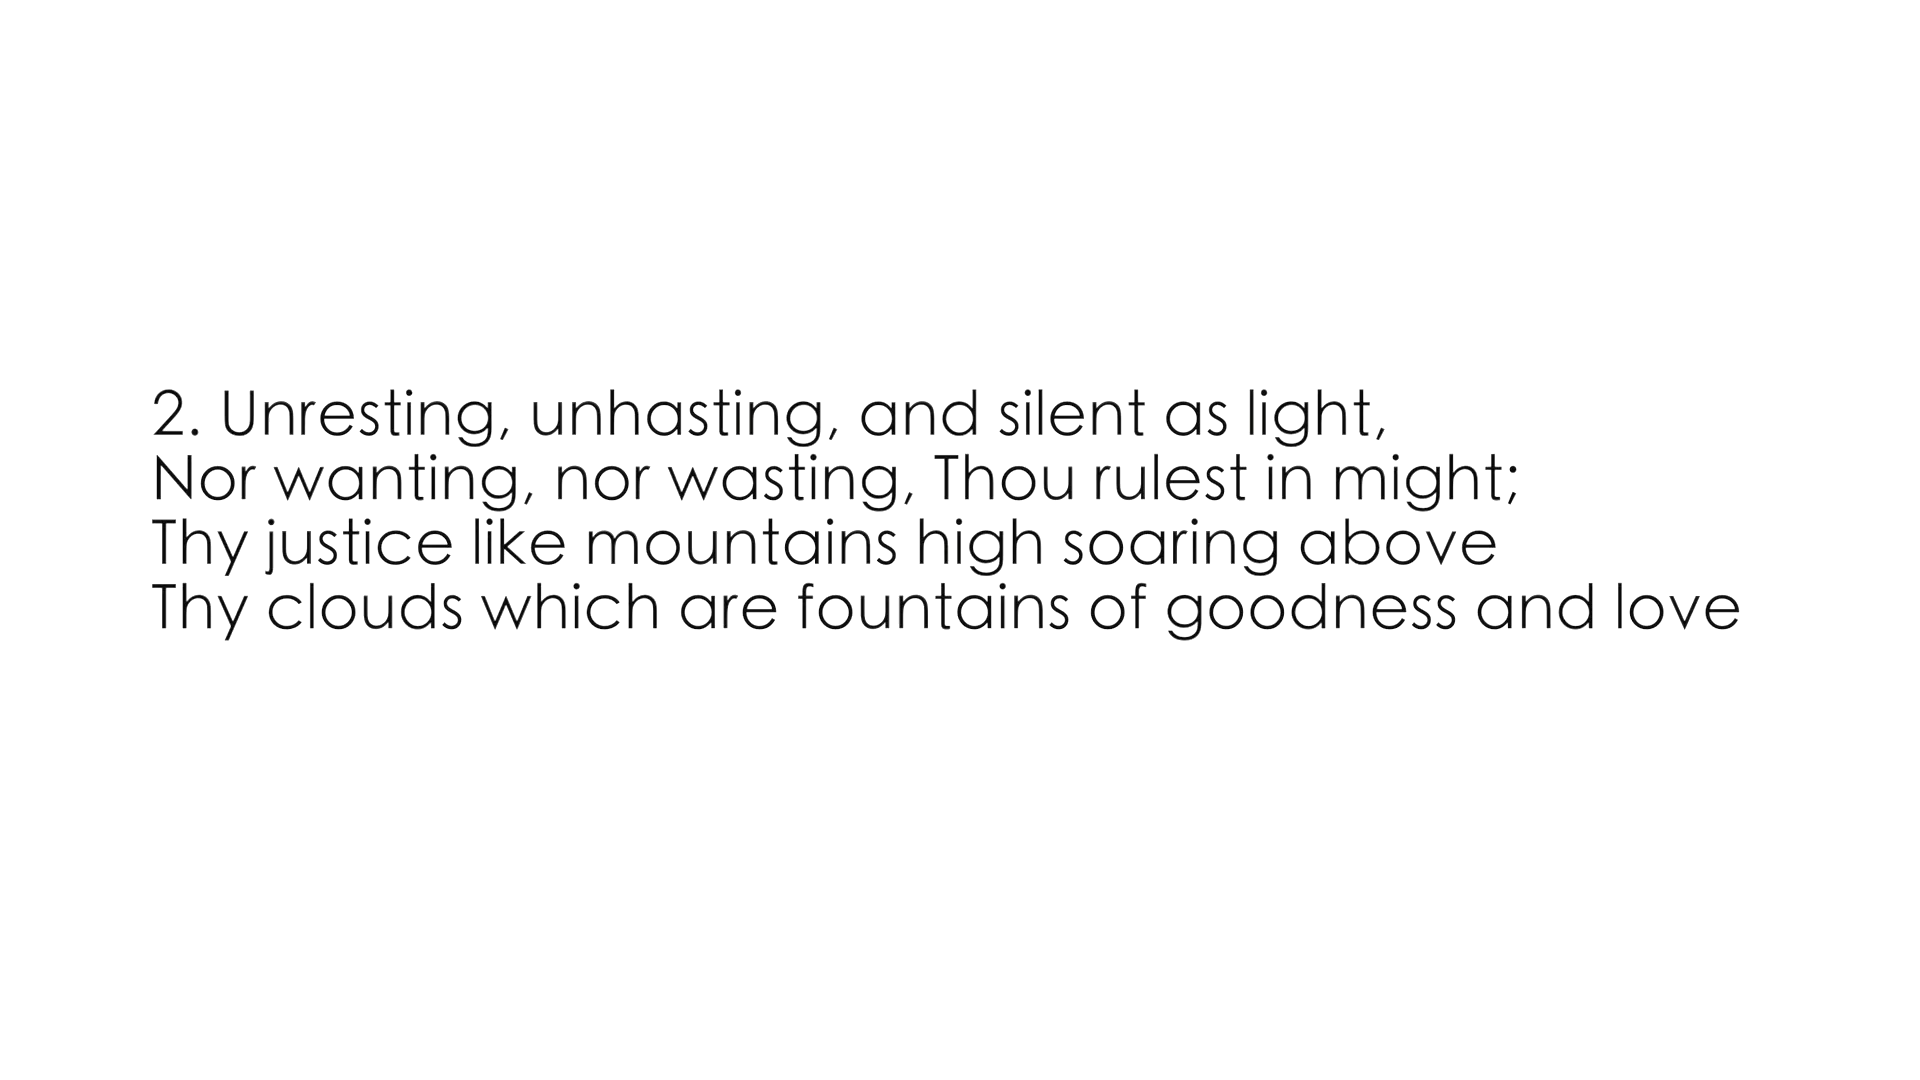 2. Unresting, unhasting, and silent as light,
Nor wanting, nor wasting, Thou rulest in might;
Thy justice like mountains high soaring above
Thy clouds which are fountains of goodness and love